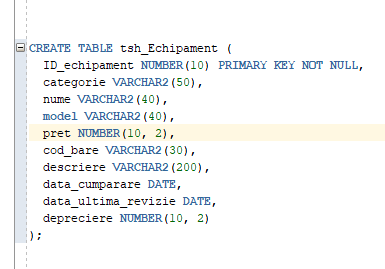 CREATE TABLE tsh_Echipament (
ID_echipament NUMBER(10) PRIMARY KEY NOT NULL,
categorie VARCHAR2(50),
nume VARCHAR2(40),
model VARCHAR2(40),
pret NUMBER(10, 2),
cod_bare VARCHAR2(30),
descriere VARCHAR2(200),
data_cumparare DATE,
data_ultima_revizie DATE,
depreciere NUMBER(10, 2)
);